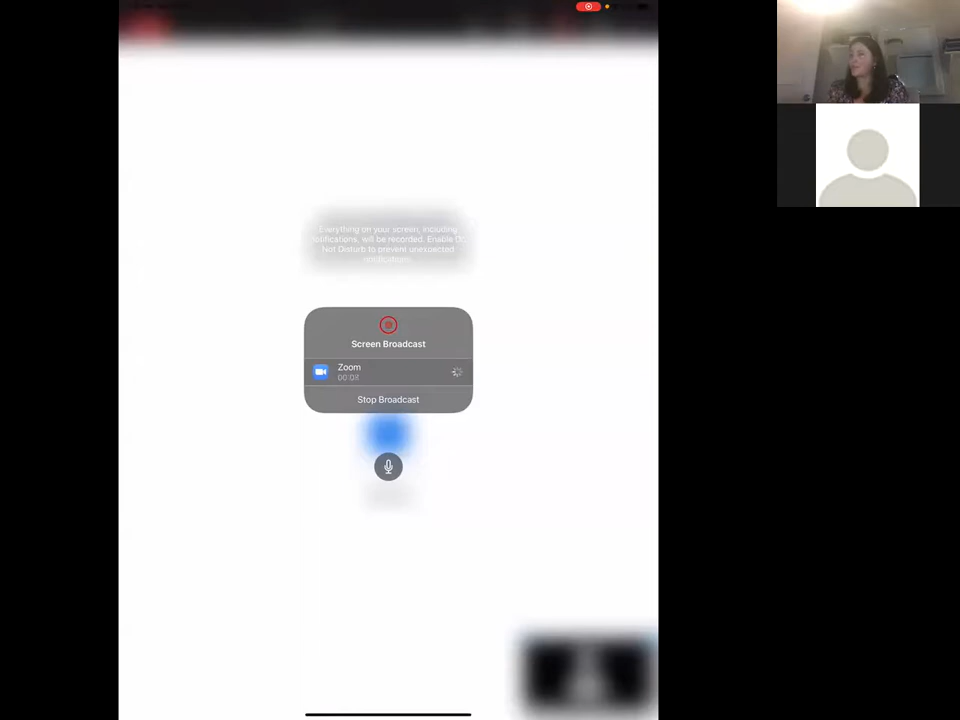 Everything on your screen, including
notifications, will be recorded. Enable Do
Not Disturb to prevent unexpected
notifications.
Screen Broadcast
Zoom
Stop Broadcast